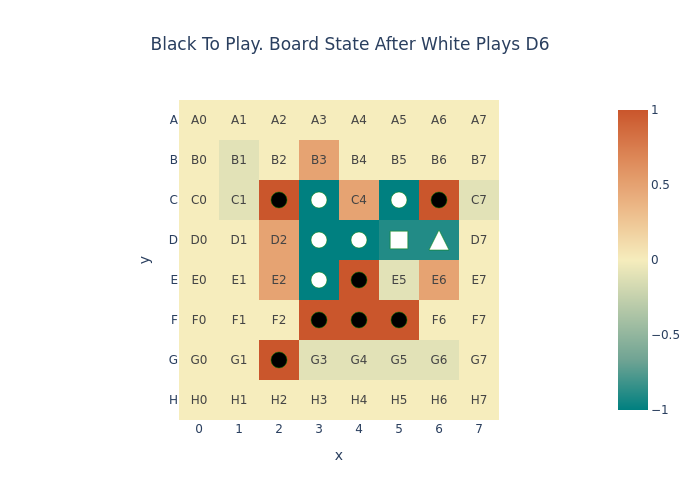 Black To Play. Board State After White Plays D6
A A0 A1 A2 A3 A4 A5 A6 A7 1
B B0 B1 B2 B3 B4 B5 B6 B7
C C0 C1 C4 C7 0.5
D D0 D1 D2 D7
y 0
E E0 E1 E2 E5 E6 E7
F F0 F1 F2 F6 F7 −0.5
G G0 G1 G3 G4 G5 G6 G7
H H0 H1 H2 H3 H4 H5 H6 H7 −1
0 1 2 3 4 5 6 7
x